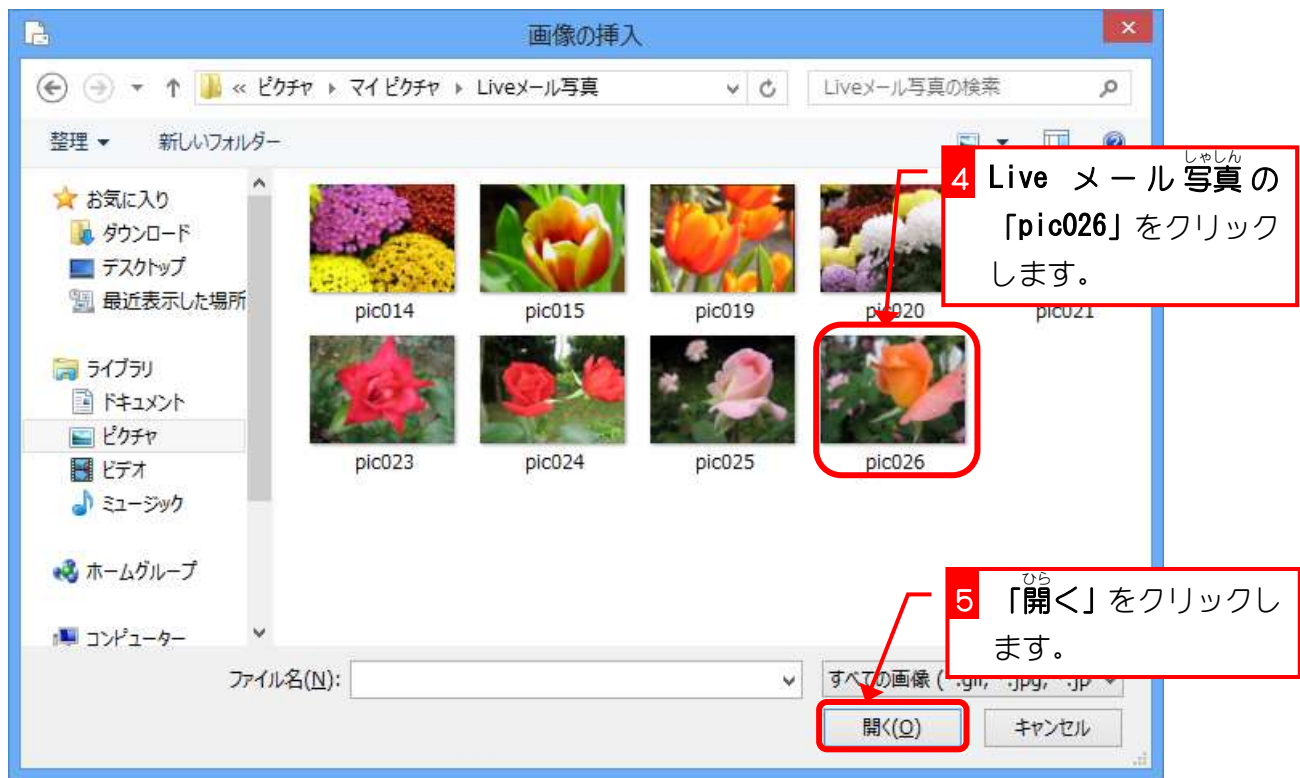 画像の挿入
« ピクチャ ▸ マイ ピクチャ ▸ Liveメール写真
Liveメール写真の検索
整理 ▼ 新しいフォルダー
お気に入り
ダウンロード
デスクトップ
最近表示した場所
ライブラリ
ドキュメント
ピクチャ
ビデオ
ミュージック
ホームグループ
コンピューター
pic014 pic015 pic019 pic020 pic021
pic023 pic024 pic025 pic026
しゃしん
4 Live メール写真の
「pic026」をクリック
します。
ひら
5 「開く」をクリックし
ます。
ファイル名(N):
すべての画像 (
開く(O) キャンセル